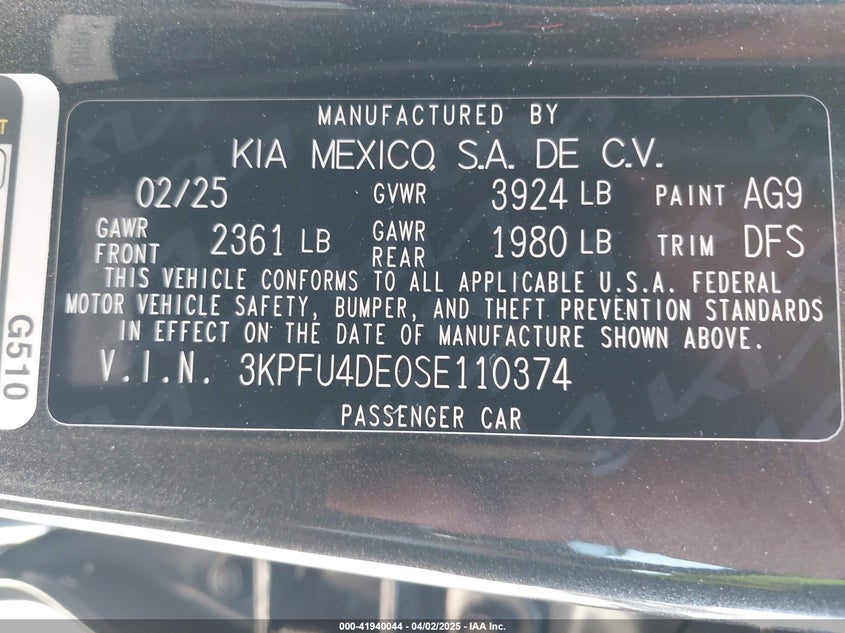 MANUFACTURED BY
KIA MEXICO, S.A. DE C.V.
02/25 GVWR 3924 LB PAINT AG9
GAWR FRONT 2361 LB GAWR REAR 1980 LB TRIM DFS
THIS VEHICLE CONFORMS TO ALL APPLICABLE U.S.A. FEDERAL
MOTOR VEHICLE SAFETY, BUMPER, AND THEFT PREVENTION STANDARDS
IN EFFECT ON THE DATE OF MANUFACTURE SHOWN ABOVE.
V.I.N. 3KPFU4DE0SE110374
PASSENGER CAR
G510
000-41940044 - 04/02/2025 - IAA Inc.